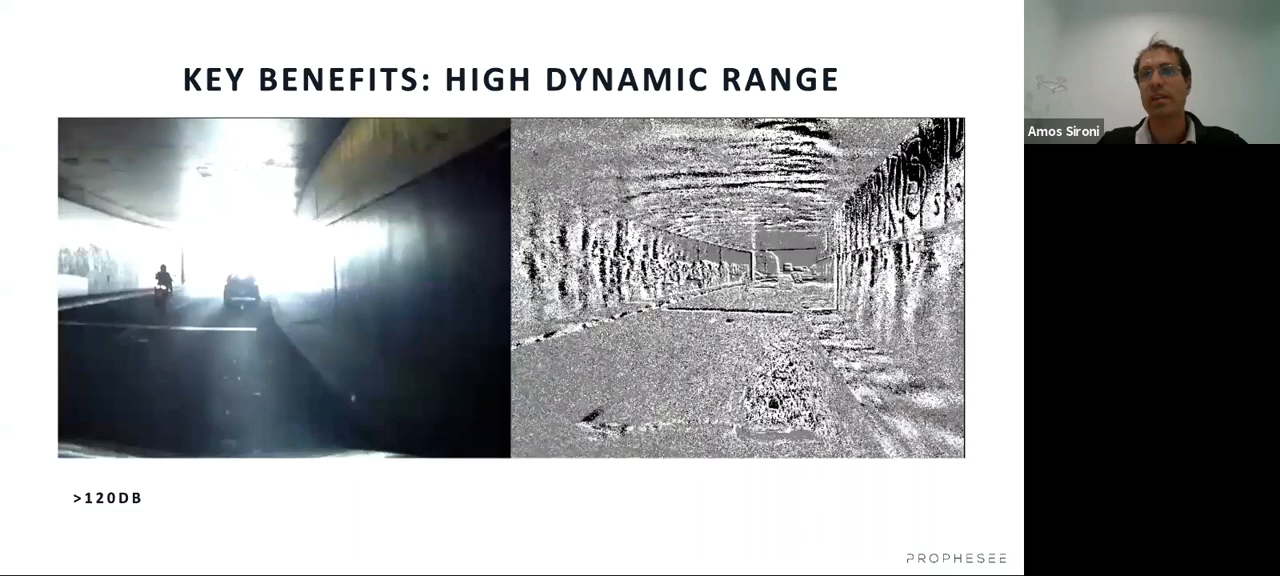 KEY BENEFITS: HIGH DYNAMIC RANGE
Amos Sironi
>120DB
PROPHESEE